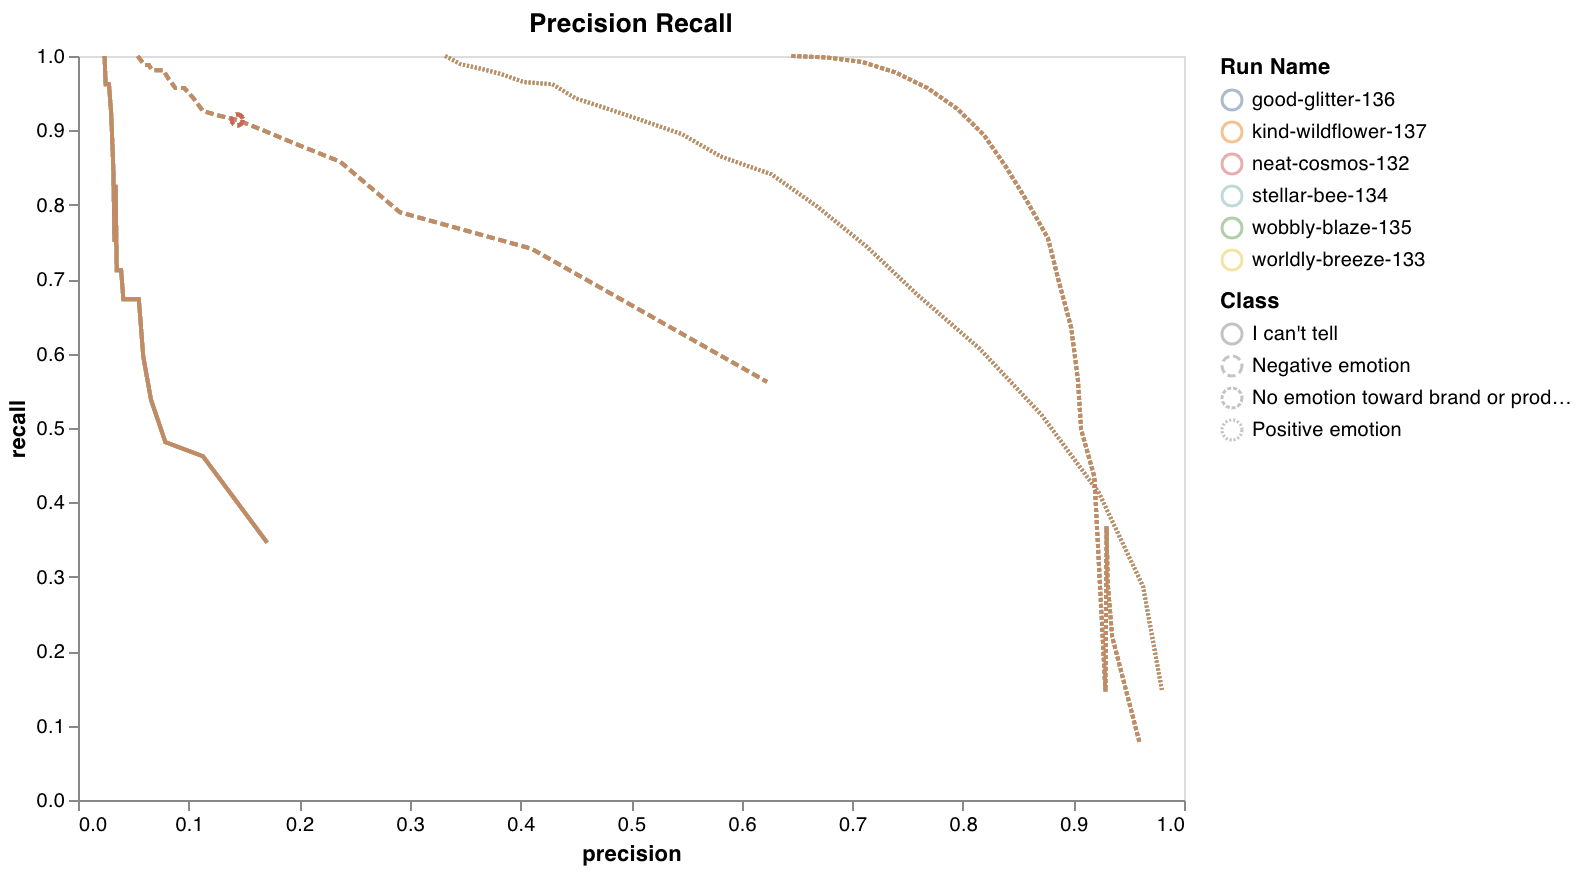 Precision Recall
1.0
0.9
0.8
0.7
0.6
0.5
0.4
0.3
0.2
0.1
0.0
recall
0.0 0.1 0.2 0.3 0.4 0.5 0.6 0.7 0.8 0.9 1.0
precision
Run Name
good-glitter-136
kind-wildflower-137
neat-cosmos-132
stellar-bee-134
wobbly-blaze-135
worldly-breeze-133
Class
I can't tell
Negative emotion
No emotion toward brand or prod…
Positive emotion